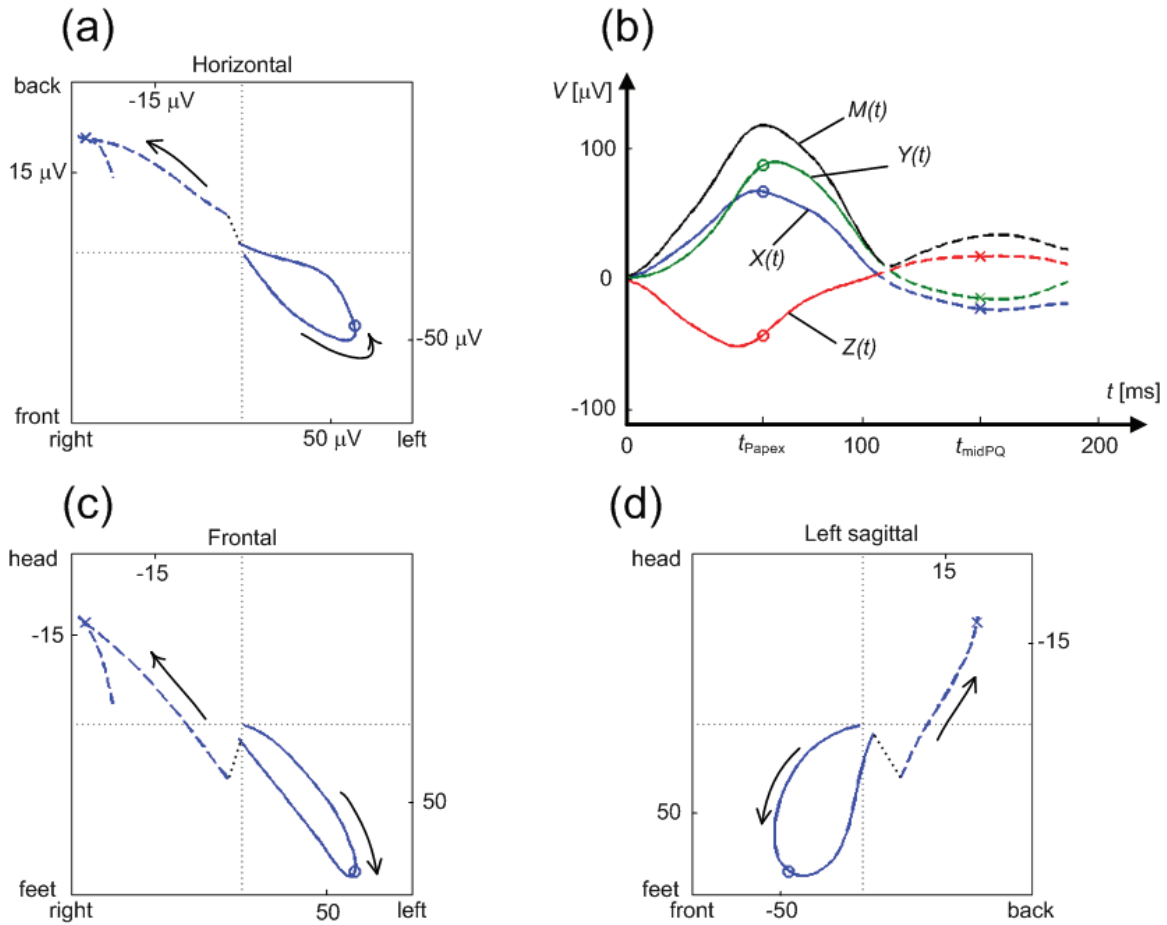 (a)
Horizontal
back
-15 μV
15 μV
-50 μV
front
50 μV
right
left
(b)
V [μV]
M(t)
Y(t)
X(t)
Z(t)
100
0
-100
t [ms]
0
tPapex
100
tmidPQ
200
(c)
Frontal
head
-15
-15
50
feet
right
50
left
(d)
Left sagittal
head
15
-15
50
feet
front
-50
back